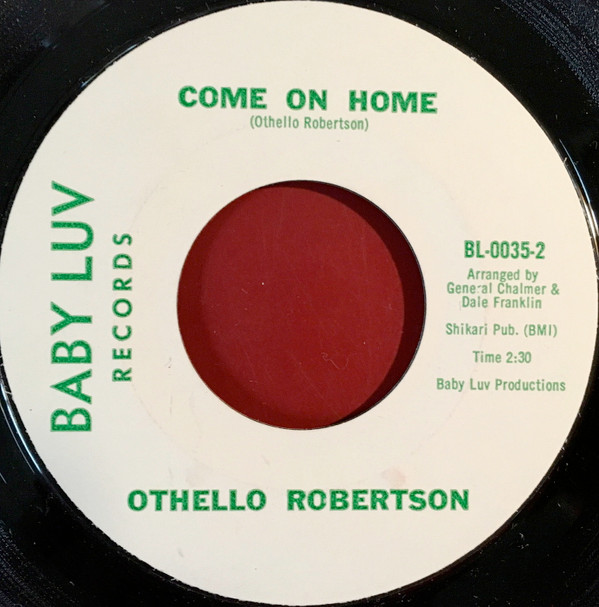 COME ON HOME
(Othello Robertson)
BABY LUV
RECORDS
BL-0035-2
Arranged by
General Chalmer &
Dale Franklin
Shikari Pub. (BMI)
Time 2:30
Baby Luv Productions
OTHELLO ROBERTSON